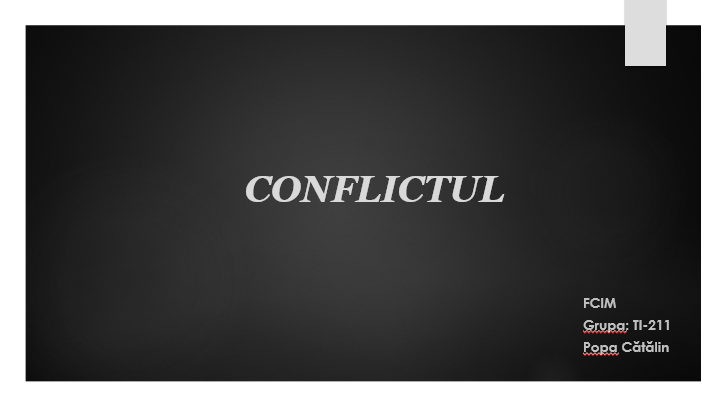 CONFLICTUL
FCIM
Grupa: TI-211
Popa Cătălin